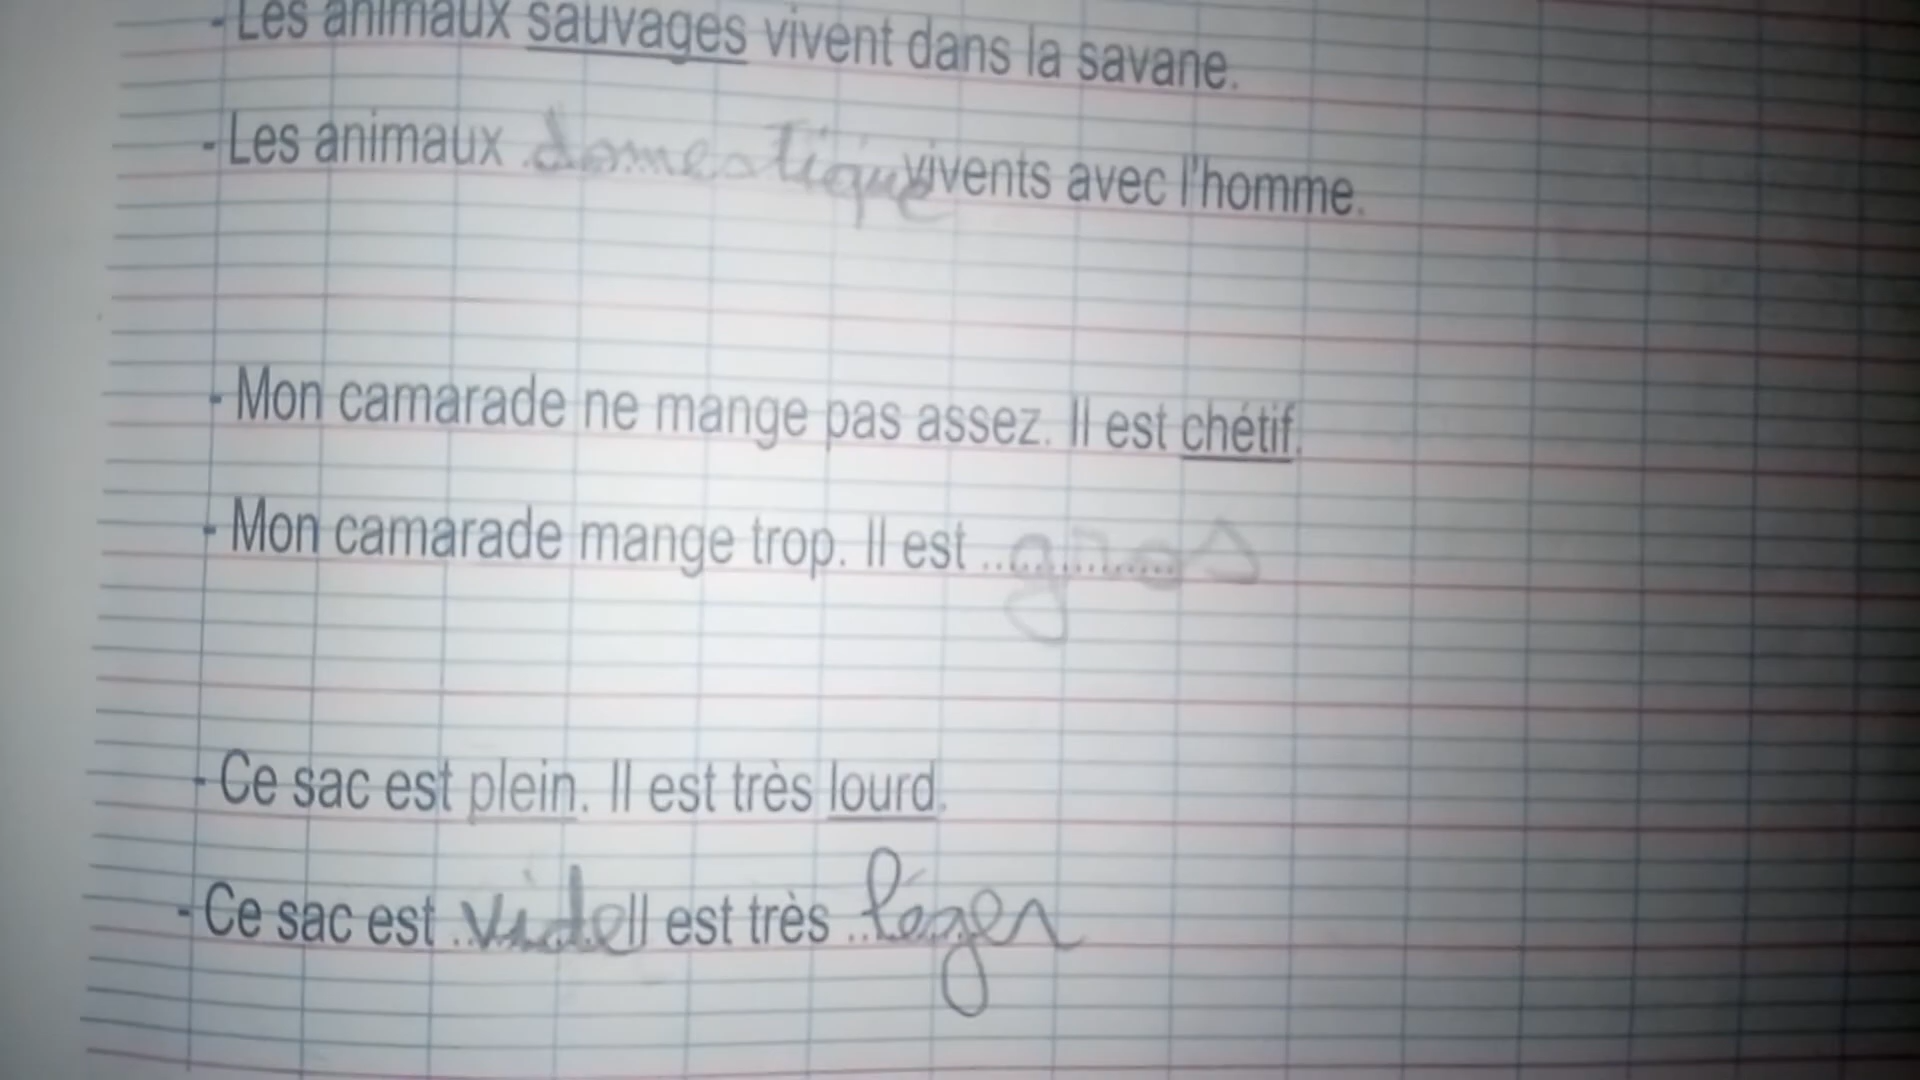 - Les animaux sauvages vivent dans la savane.
- Les animaux domestique vivents avec l'homme.
- Mon camarade ne mange pas assez. Il est chétif.
- Mon camarade mange trop. Il est ..gros
- Ce sac est plein. Il est très lourd.
- Ce sac est ..vide Il est très ..léger